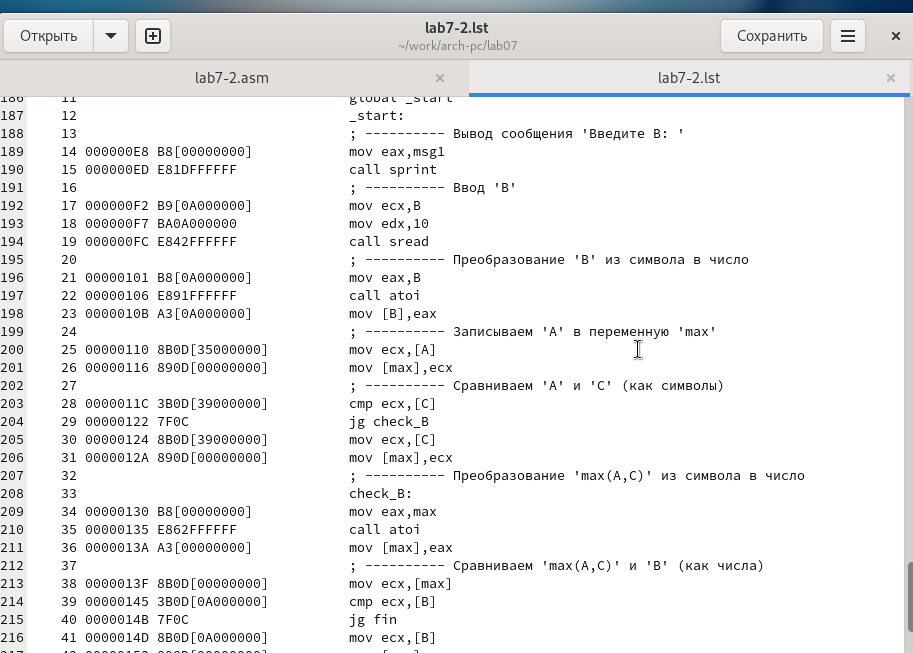 Открыть
lab7-2.lst
~/work/arch-pc/lab07
Сохранить
lab7-2.asm
lab7-2.lst
186 11 global _start
187 12 _start:
188 13 ; ---------- Вывод сообщения 'Введите B: '
189 14 000000E8 B8[00000000] mov eax,msg1
190 15 000000ED E81DFFFFFF call sprint
191 16 ; ---------- Ввод 'B'
192 17 000000F2 B9[0A000000] mov ecx,B
193 18 000000F7 BA0A000000 mov edx,10
194 19 000000FC E842FFFFFF call sread
195 20 ; ---------- Преобразование 'B' из символа в число
196 21 00000101 B8[0A000000] mov eax,B
197 22 00000106 E891FFFFFF call atoi
198 23 0000010B A3[0A000000] mov [B],eax
199 24 ; ---------- Записываем 'A' в переменную 'max'
200 25 00000110 8B0D[35000000] mov ecx,[A]
201 26 00000116 890D[00000000] mov [max],ecx
202 27 ; ---------- Сравниваем 'A' и 'С' (как символы)
203 28 0000011C 3B0D[39000000] cmp ecx,[C]
204 29 00000122 7F0C jg check_B
205 30 00000124 8B0D[39000000] mov ecx,[C]
206 31 0000012A 890D[00000000] mov [max],ecx
207 32 ; ---------- Преобразование 'max(A,C)' из символа в число
208 33 check_B:
209 34 00000130 B8[00000000] mov eax,max
210 35 00000135 E862FFFFFF call atoi
211 36 0000013A A3[00000000] mov [max],eax
212 37 ; ---------- Сравниваем 'max(A,C)' и 'B' (как числа)
213 38 0000013F 8B0D[00000000] mov ecx,[max]
214 39 00000145 3B0D[0A000000] cmp ecx,[B]
215 40 0000014B 7F0C jg fin
216 41 0000014D 8B0D[0A000000] mov ecx,[B]